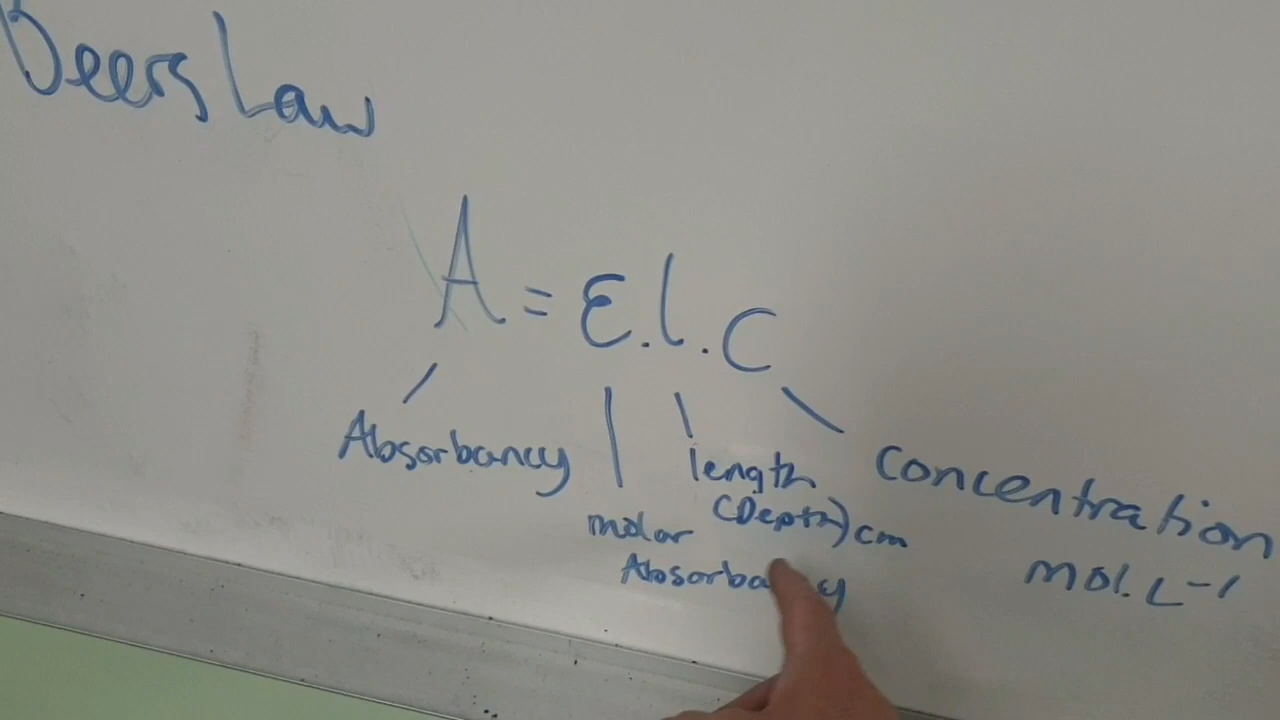 Beers Law
A = ε.l.c
Absorbancy
length
(Depth) cm
molar
Absorbancy
Concentration
mol.L-1